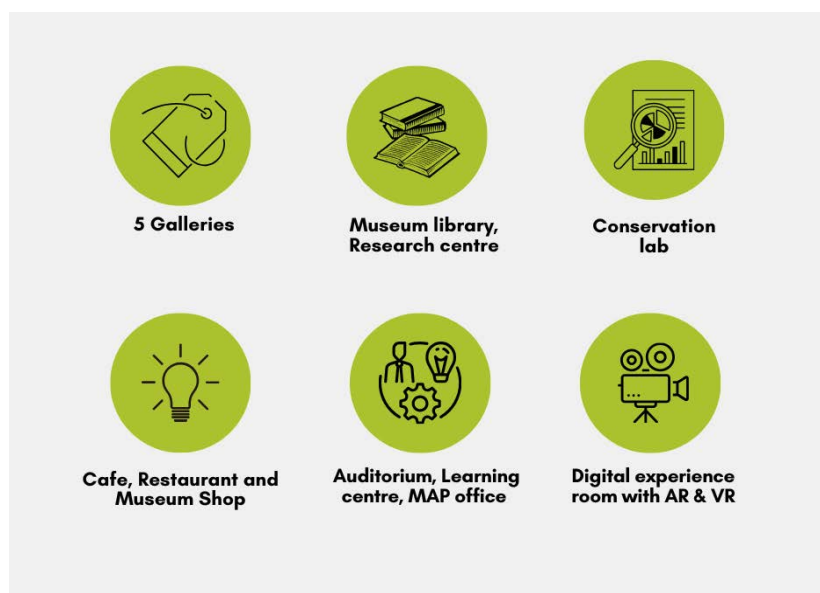 5 Galleries
Museum library,
Research centre
Conservation
lab
Cafe, Restaurant and
Museum Shop
Auditorium, Learning
centre, MAP office
Digital experience
room with AR & VR